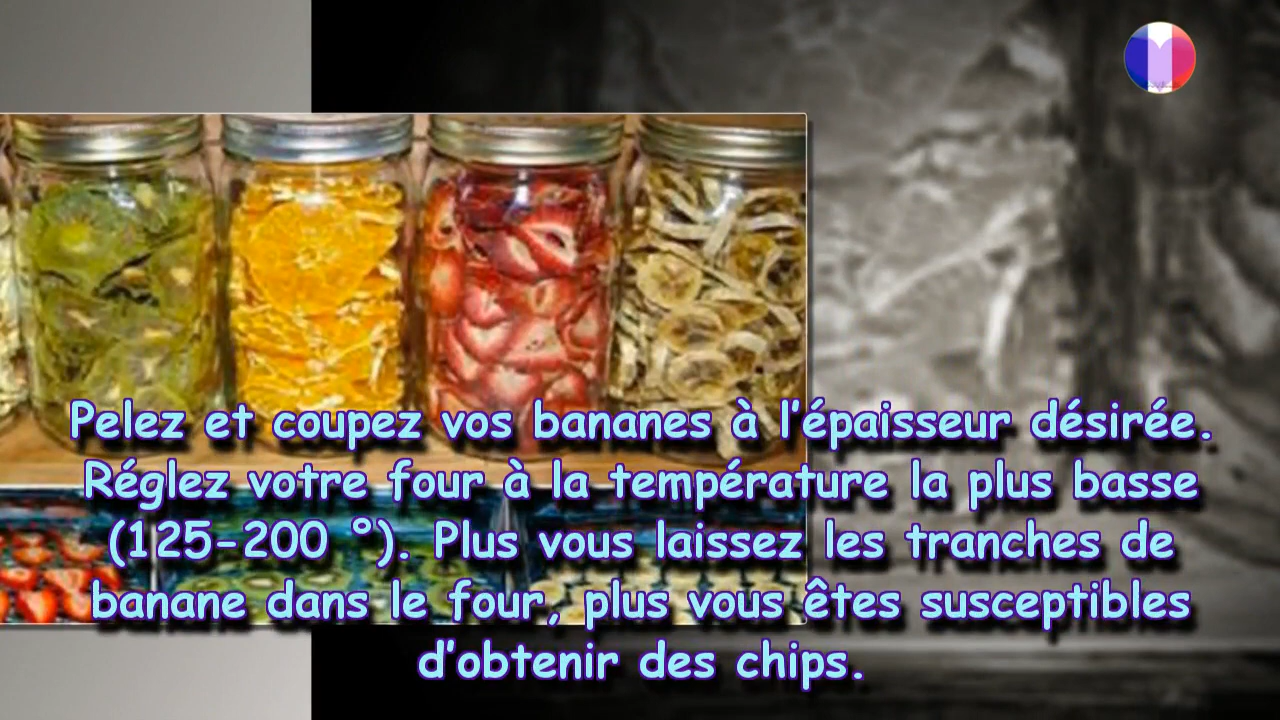 Pelez et coupez vos bananes à l’épaisseur désirée.
Réglez votre four à la température la plus basse
(125–200 °). Plus vous laissez les tranches de
banane dans le four, plus vous êtes susceptibles
d’obtenir des chips.